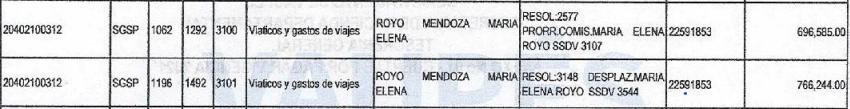 20402100312 SGSP 1062 1292 3100 Viaticos y gastos de viajes ROYO MENDOZA MARIA ELENA RESOL:2577 PRORR.COMIS.MARIA ELENA ROYO SSDV 3107 22591853 696,585.00
20402100312 SGSP 1196 1492 3101 Viaticos y gastos de viajes ROYO MENDOZA MARIA ELENA RESOL:3148 DESPLAZ.MARIA ELENA ROYO SSDV 3544 22591853 766,244.00